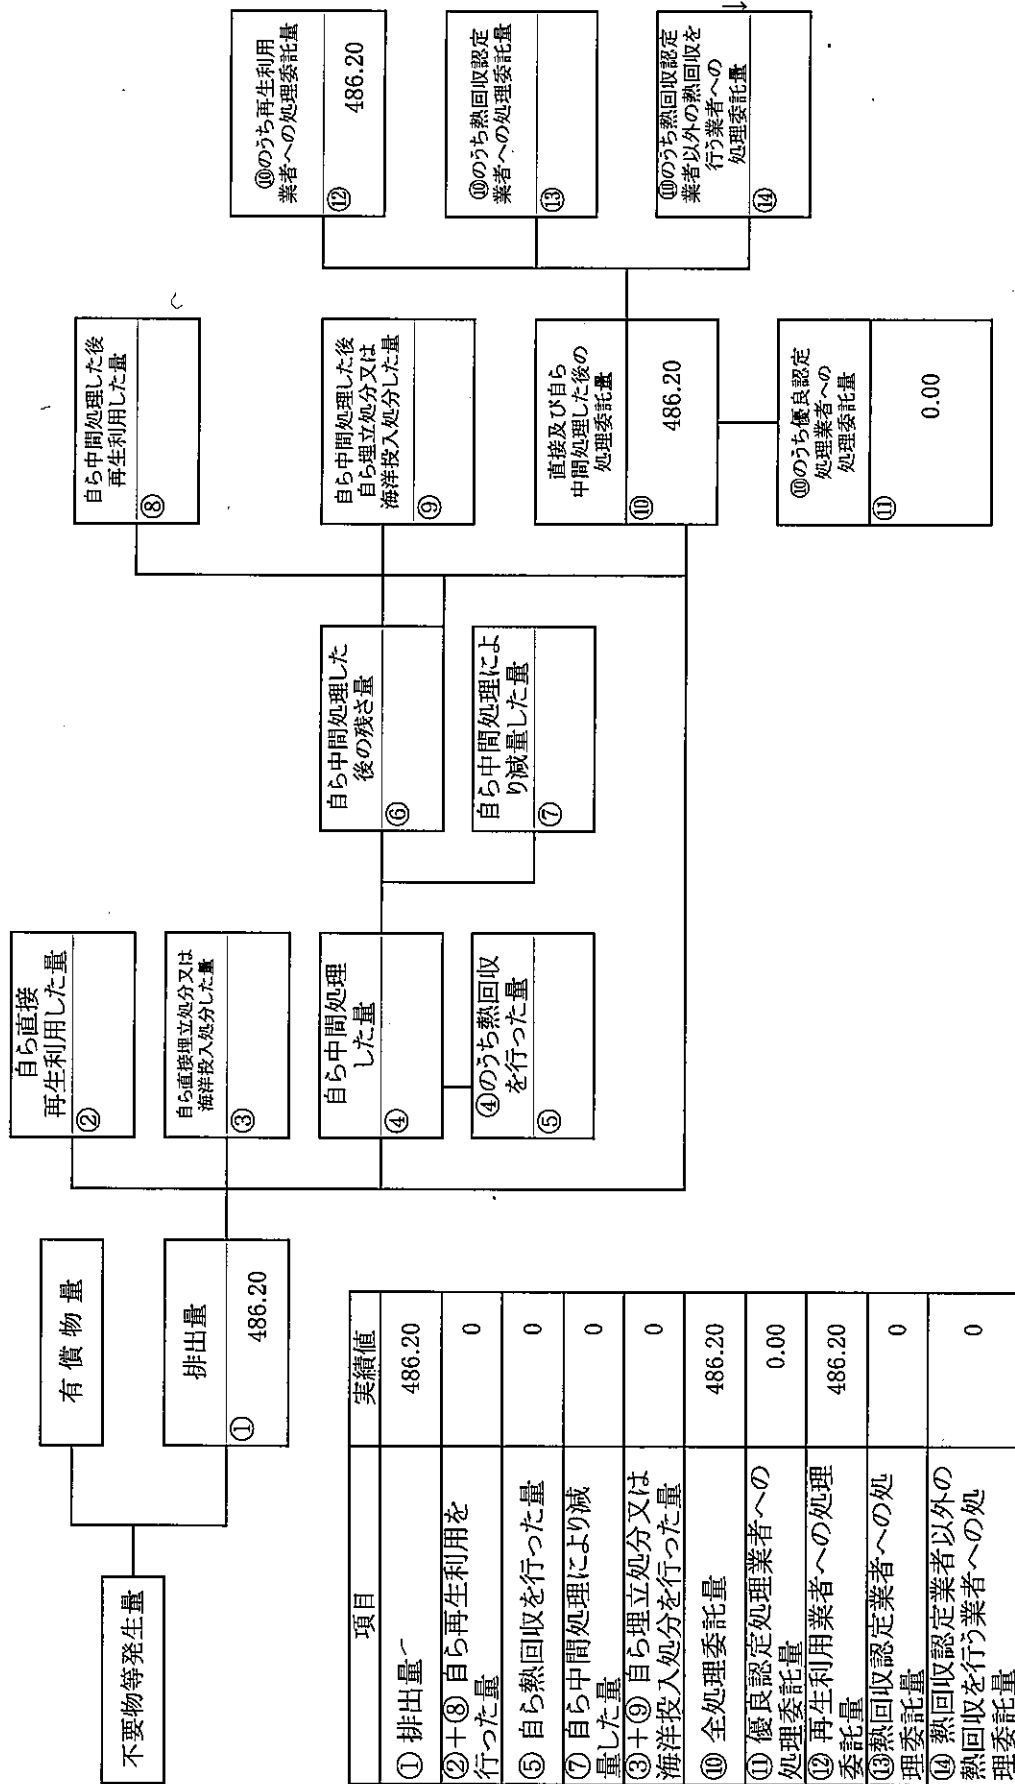 不要物等発生量
有償物量
排出量
①
486.20
自ら直接
再生利用した量
②
自ら直接埋立処分又は
海洋投入処分した量
③
自ら中間処理
した量
④
④のうち熱回収
を行った量
⑤
自ら中間処理した
後の残さ量
⑥
自ら中間処理によ
り減量した量
⑦
自ら中間処理した後
再生利用した量
⑧
自ら中間処理した後
自ら埋立処分又は
海洋投入処分した量
⑨
直接及び自ら
中間処理した後の
処理委託量
⑩
486.20
⑩のうち優良認定
処理業者への
処理委託量
⑪
0.00
⑩のうち再生利用
業者への処理委託量
⑫
486.20
⑩のうち熱回収認定
業者への処理委託量
⑬
⑩のうち熱回収認定
業者以外の熱回収を
行う業者への
処理委託量
⑭
項目 実績値
① 排出量 486.20
②+⑧ 自ら再生利用を
行った量 0
⑤ 自ら熱回収を行った量 0
⑦ 自ら中間処理により減
量した量 0
③+⑨ 自ら埋立処分又は
海洋投入処分を行った量 0
⑩ 全処理委託量 486.20
⑪ 優良認定処理業者への
処理委託量 0.00
⑫ 再生利用業者への処理
委託量 486.20
⑬熱回収認定業者への処
理委託量 0
⑭ 熱回収認定業者以外の
熱回収を行う業者への処
理委託量 0